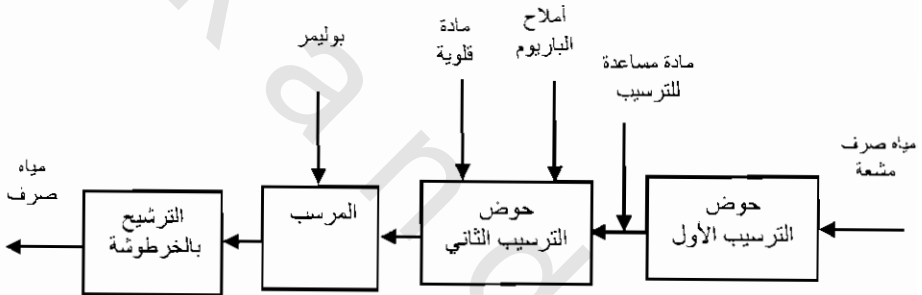 أملاح
الباريوم
مادة
قلوية
بوليمر
مادة مساعدة
للترسيب
مياه صرف
مشعة
حوض
الترسيب الأول
حوض
الترسيب الثاني
المرسب
الترشيح
بالخرطوشة
مياه
صرف